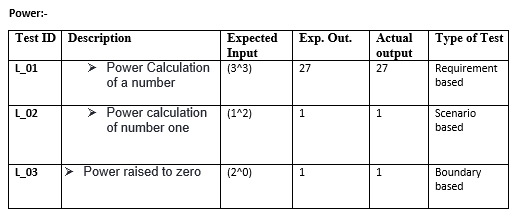 Power:-
Test ID Description Expected Input Exp. Out. Actual output Type of Test
L_01 ➢ Power Calculation of a number (3^3) 27 27 Requirement based
L_02 ➢ Power calculation of number one (1^2) 1 1 Scenario based
L_03 ➢ Power raised to zero (2^0) 1 1 Boundary based